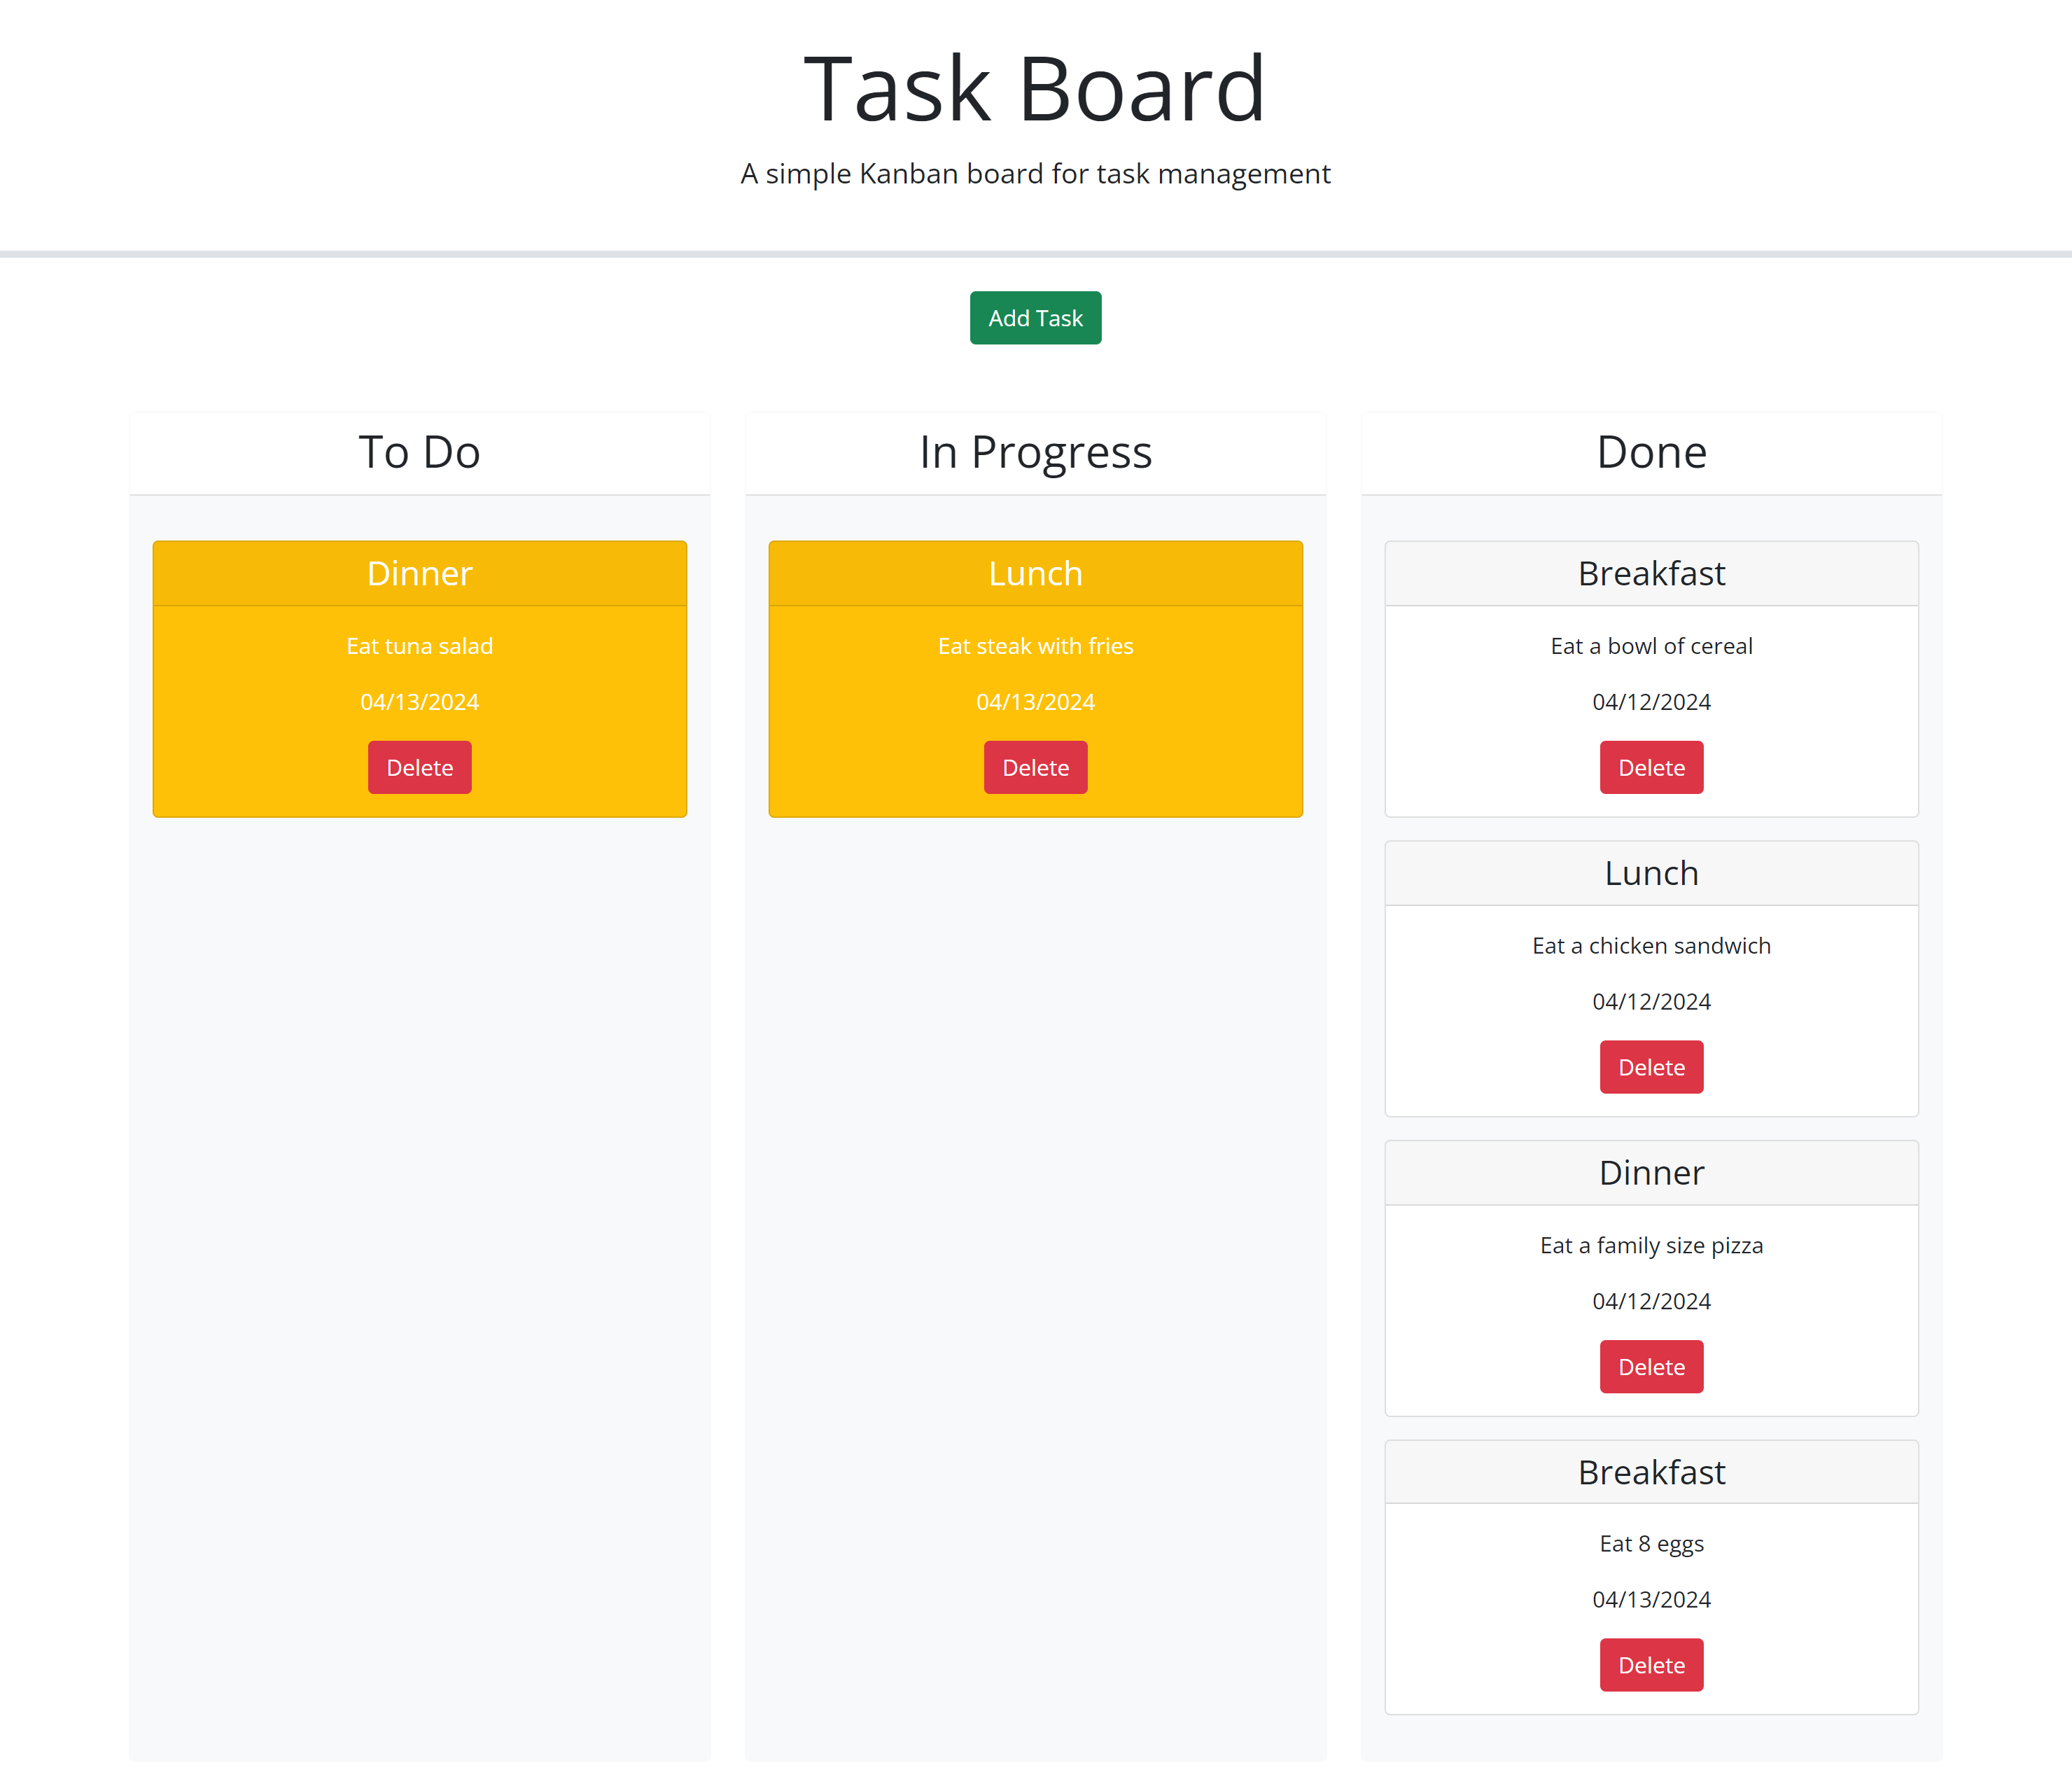 Task Board
A simple Kanban board for task management
Add Task
To Do
Dinner
Eat tuna salad
04/13/2024
Delete
In Progress
Lunch
Eat steak with fries
04/13/2024
Delete
Done
Breakfast
Eat a bowl of cereal
04/12/2024
Delete
Lunch
Eat a chicken sandwich
04/12/2024
Delete
Dinner
Eat a family size pizza
04/12/2024
Delete
Breakfast
Eat 8 eggs
04/13/2024
Delete